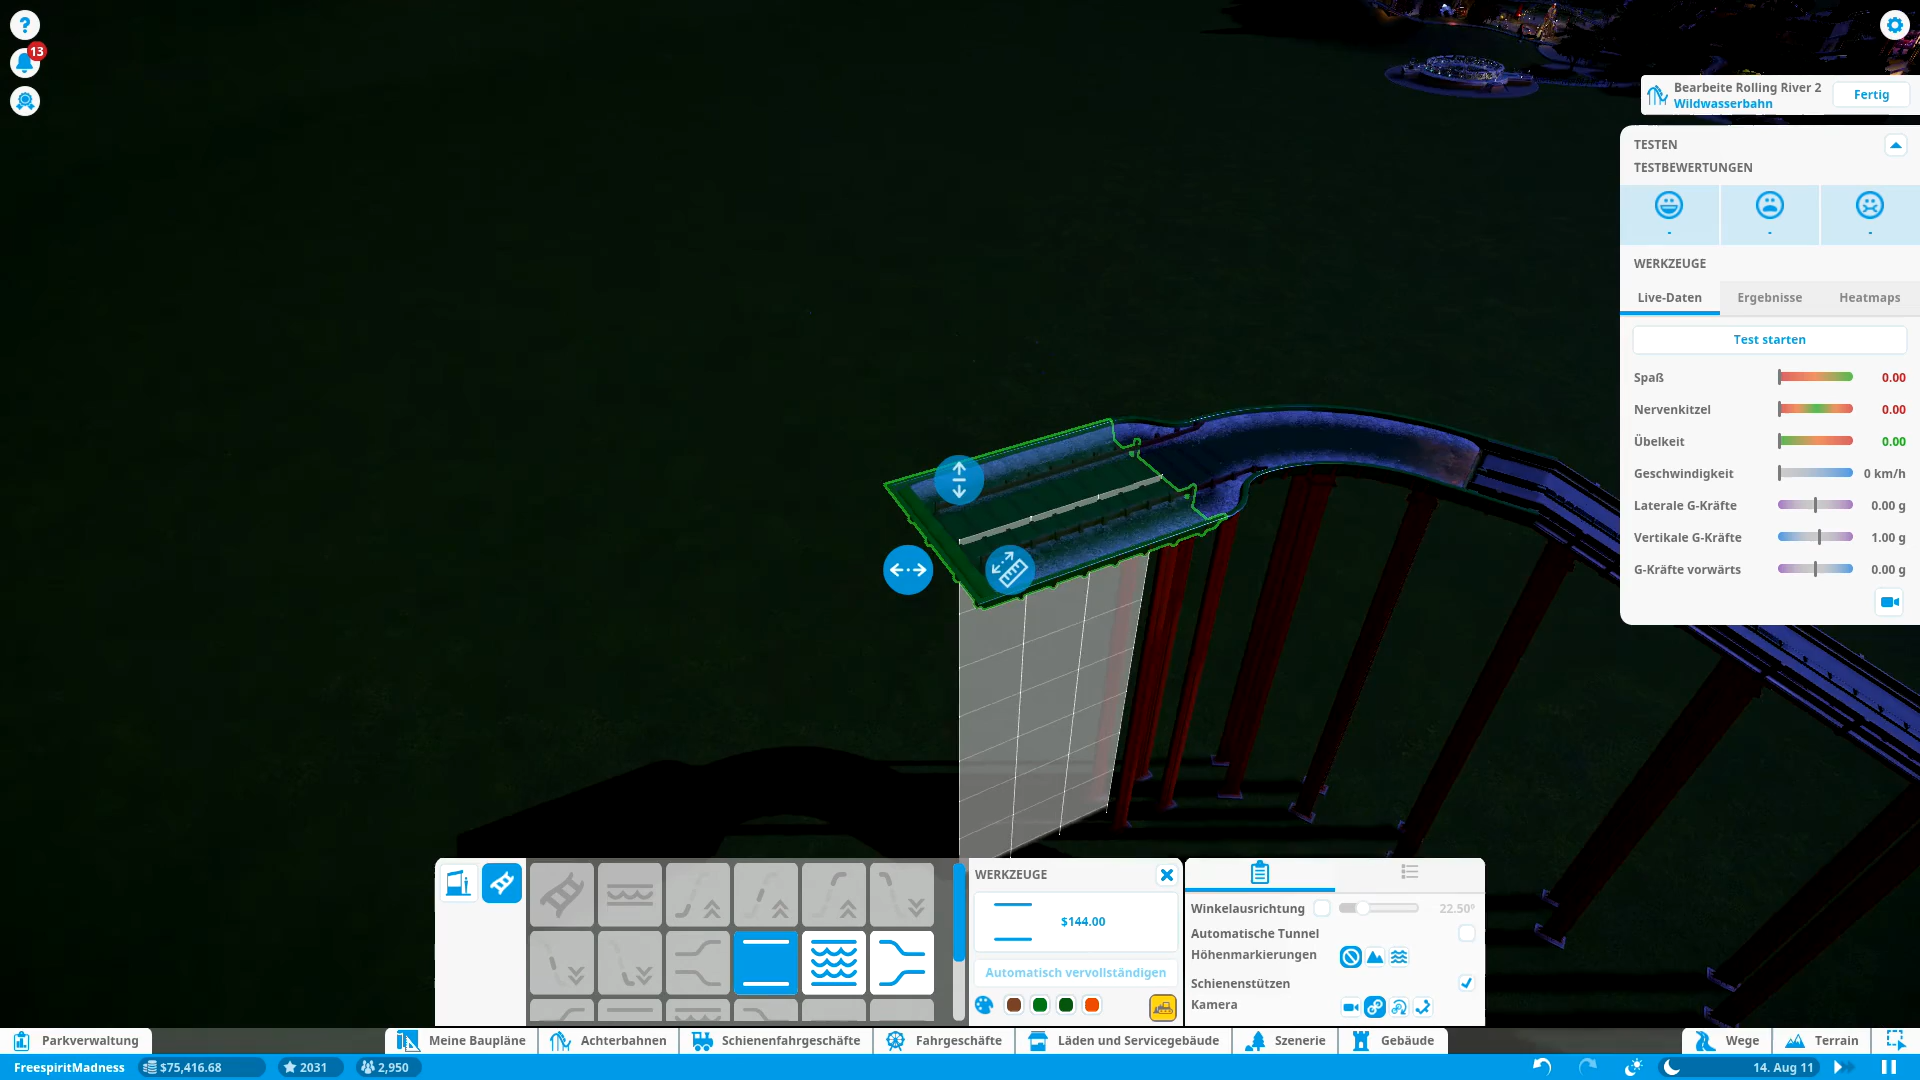 ?
13
Bearbeite Rolling River 2
Wildwasserbahn
Fertig
TESTEN
TESTBEWERTUNGEN
- - -
WERKZEUGE
Live-Daten Ergebnisse Heatmaps
Test starten
Spaß 0.00
Nervenkitzel 0.00
Übelkeit 0.00
Geschwindigkeit 0 km/h
Laterale G-Kräfte 0.00 g
Vertikale G-Kräfte 1.00 g
G-Kräfte vorwärts 0.00 g
WERKZEUGE
$144.00
Automatisch vervollständigen
Winkelausrichtung 22.50°
Automatische Tunnel
Höhenmarkierungen
Schienenstützen
Kamera
Parkverwaltung Meine Baupläne Achterbahnen Schienenfahrgeschäfte Fahrgeschäfte Läden und Servicegebäude Szenerie Gebäude Wege Terrain
FreespiritMadness $75,416.68 2031 2,950 14. Aug 11